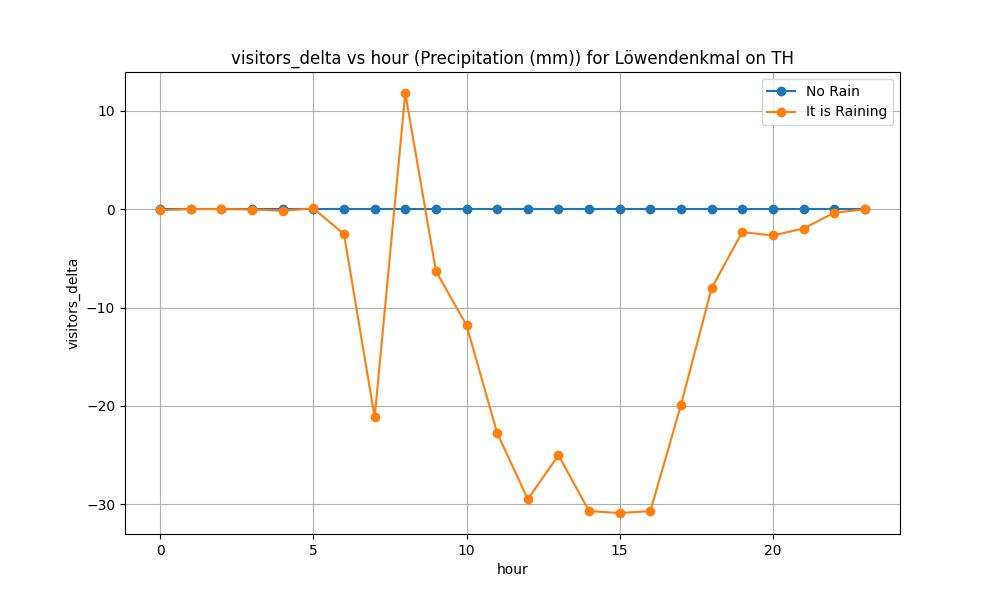 visitors_delta vs hour (Precipitation (mm)) for Löwendenkmal on TH
No Rain
It is Raining
10
0
−10
−20
−30
visitors_delta
0
5
10
15
20
hour